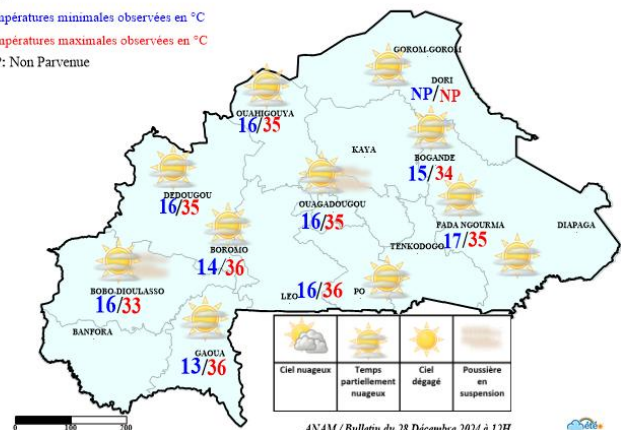 mpératures minimales observées en °C
mpératures maximales observées en °C
: Non Parvenue
GOROM-GOROM
DORI
NP/NP
OUAHIGOUYA
16/35
KAYA
BOGANDE
15/34
DEDOUGOU
16/35
OUAGADOUGOU
16/35
FADA NGOURMA
17/35
DIAPAGA
TENKODOGO
BOROMO
14/36
BOBO-DIOULASSO
16/33
LEO 16/36 PO
BANFORA
GAOUA
13/36
Ciel nuageux
Temps partiellement nuageux
Ciel dégagé
Poussière en suspension
0 100 200
ANAM / Bulletin du 28 Décembre 2024 à 12H